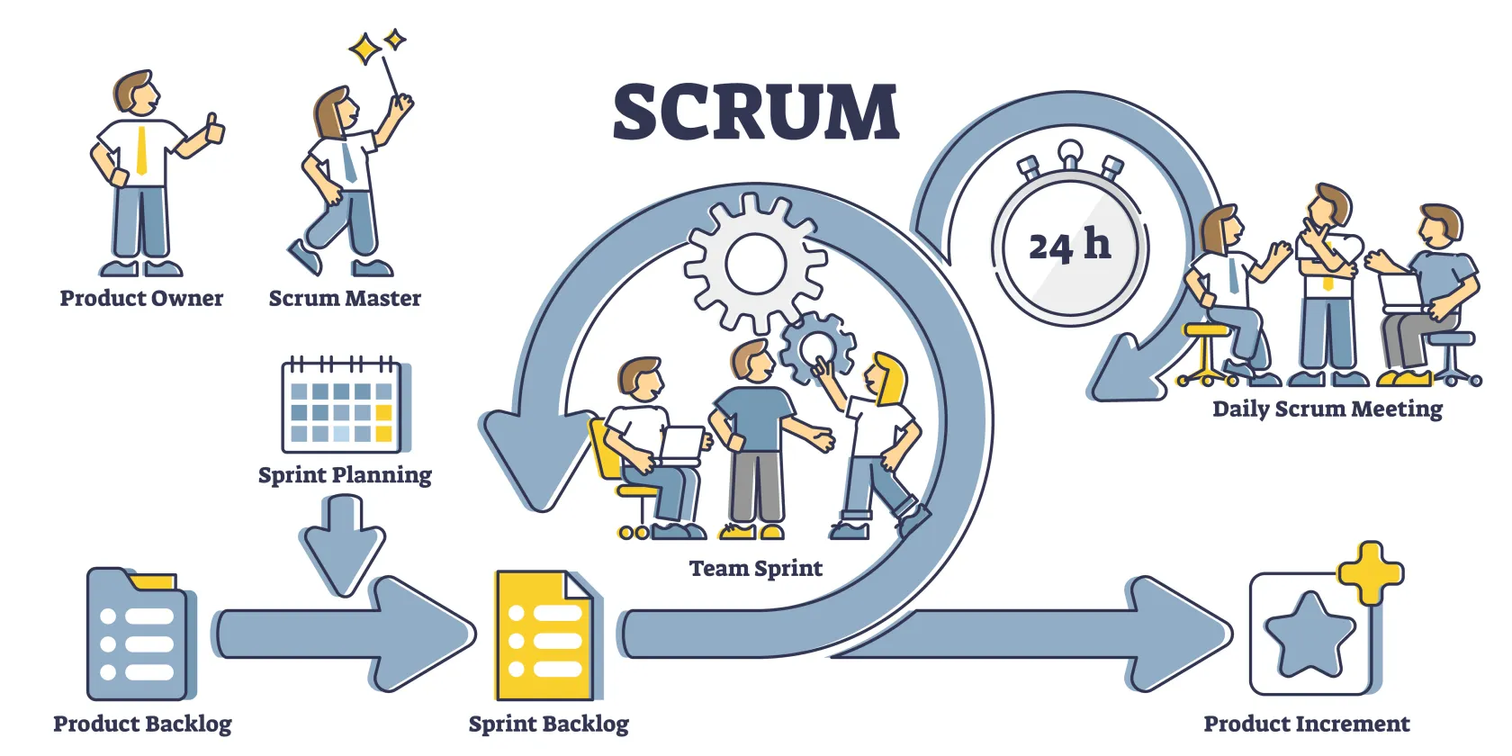 SCRUM
24 h
Product Owner
Scrum Master
Daily Scrum Meeting
Sprint Planning
Team Sprint
Product Backlog
Sprint Backlog
Product Increment